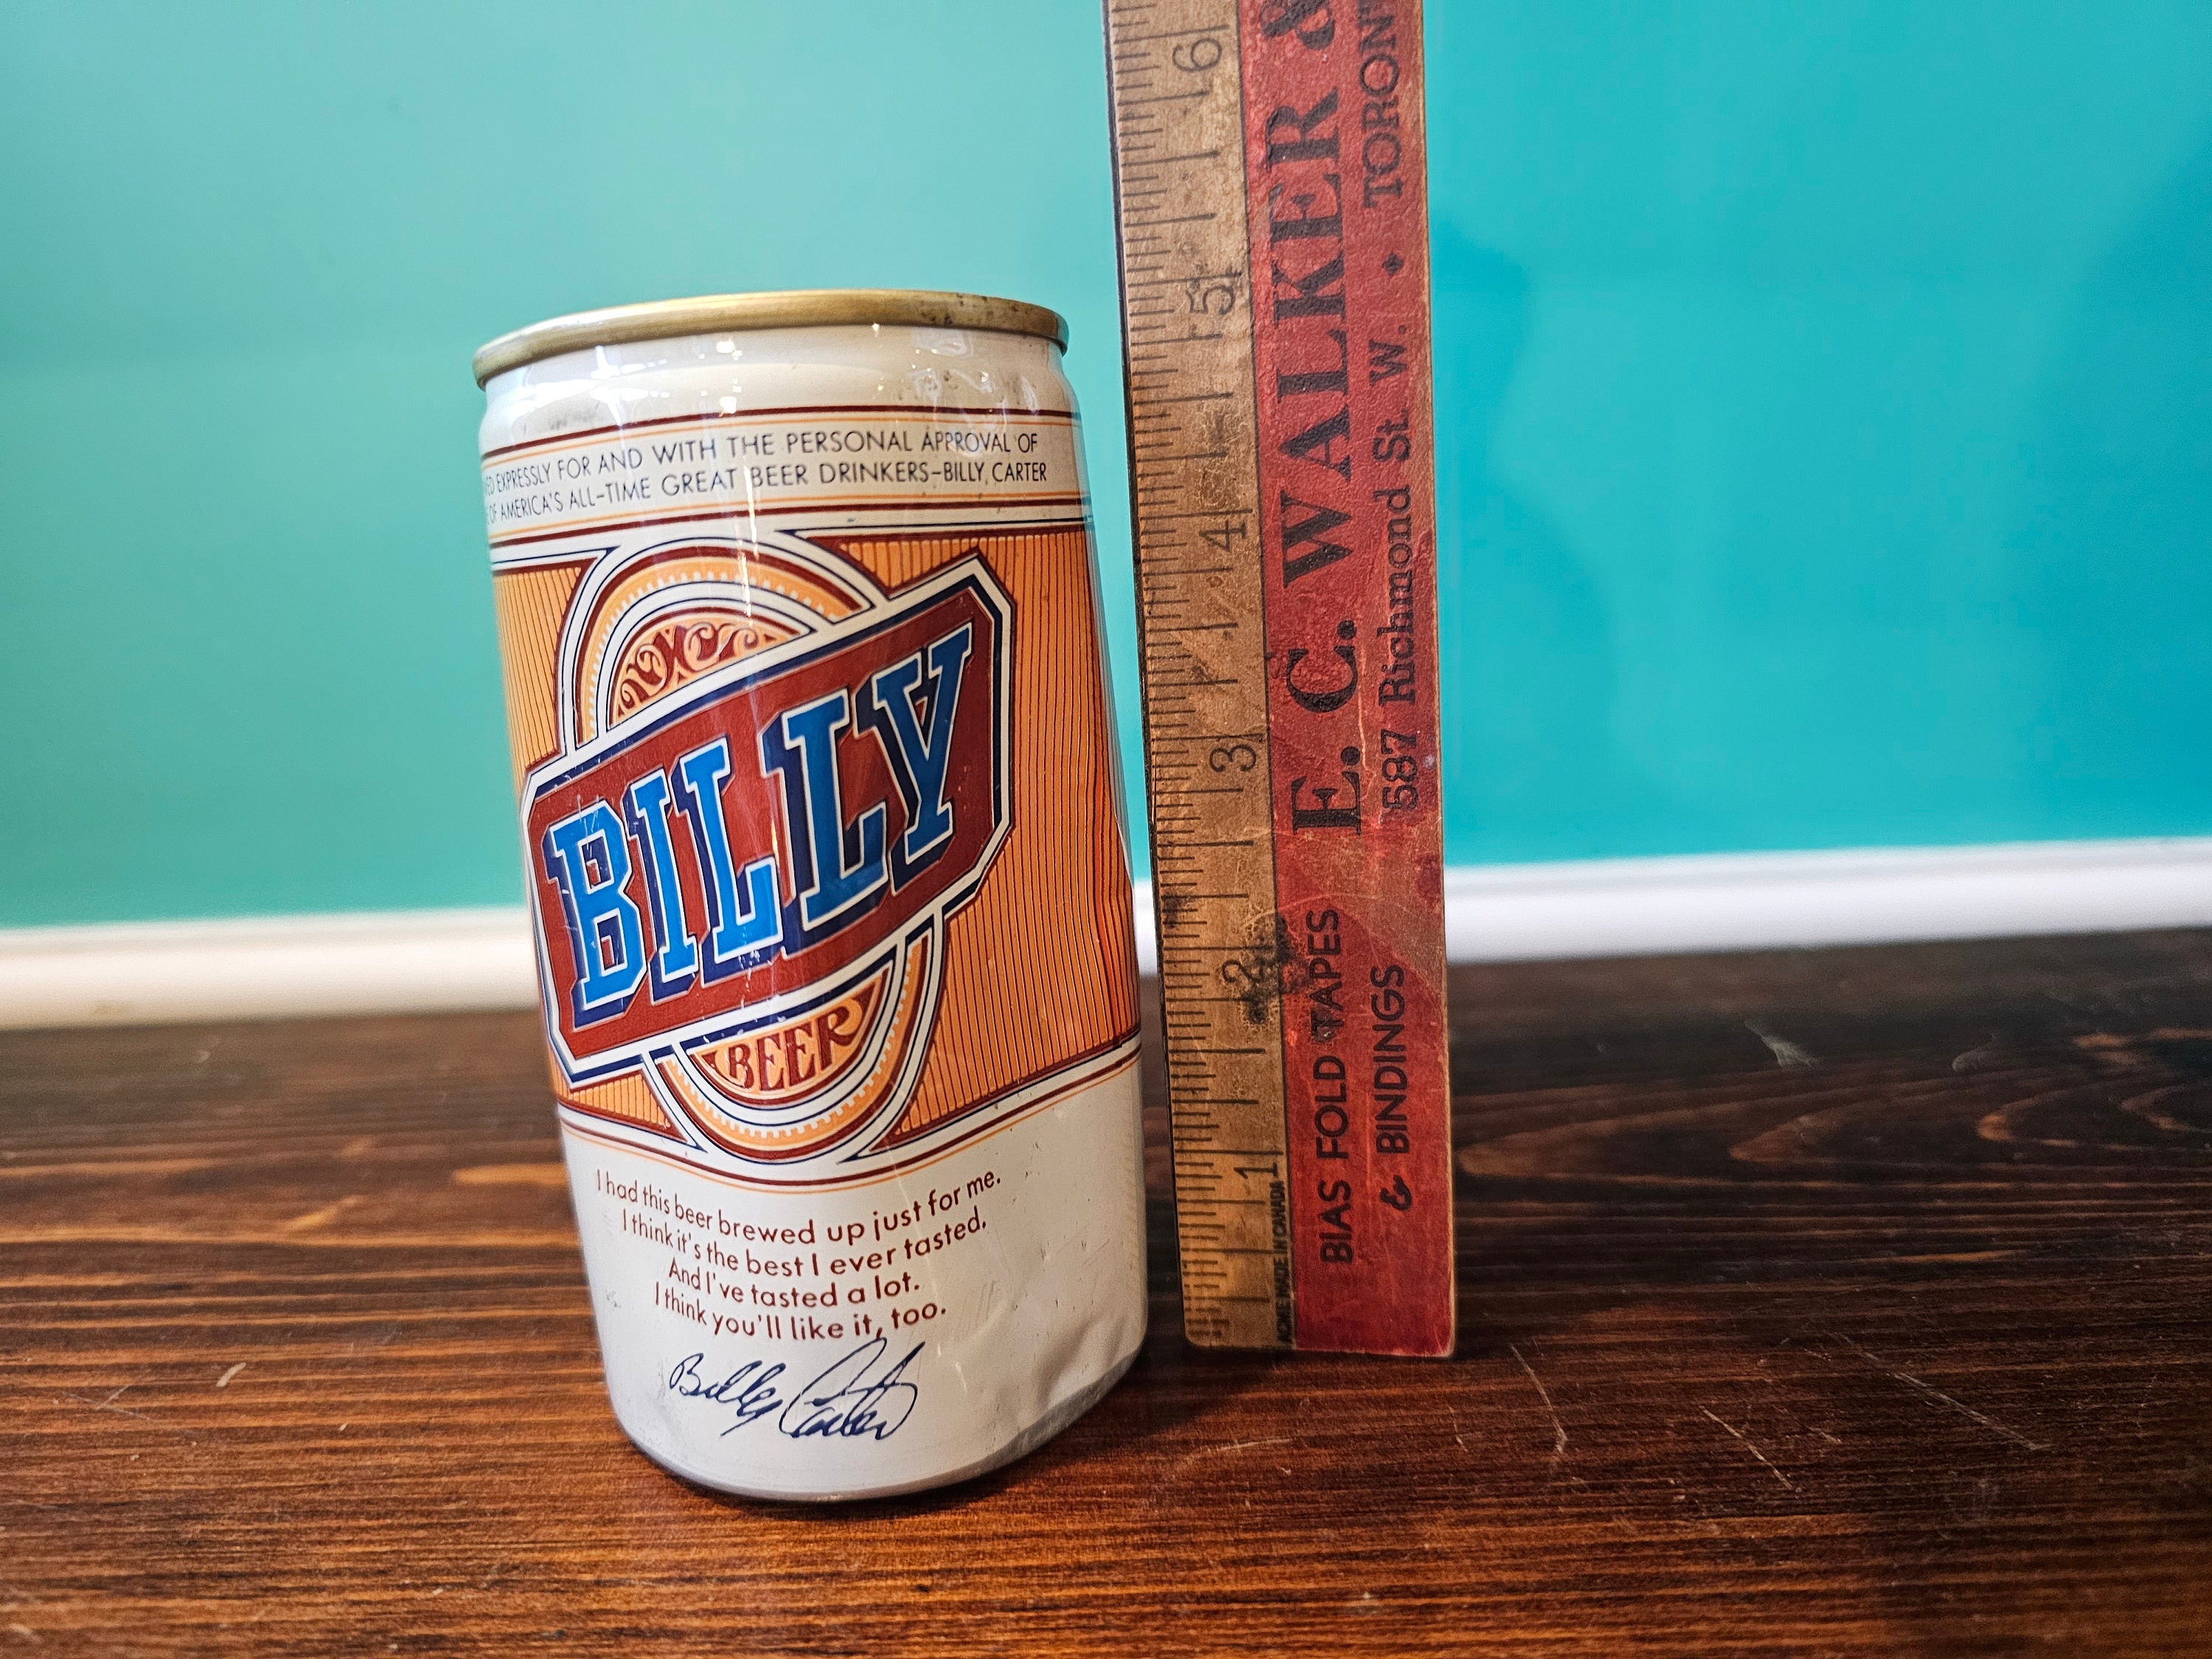 EXPRESSLY FOR AND WITH THE PERSONAL APPROVAL OF
OF AMERICA'S ALL-TIME GREAT BEER DRINKERS-BILLY CARTER
BILLY
BEER
I had this beer brewed up just for me.
I think it's the best I ever tasted.
And I've tasted a lot.
I think you'll like it, too.
Billy Carter
E. C. WALKER &
587 Richmond St. W. • TORONT
BIAS FOLD TAPES
& BINDINGS
ACME MADE IN CANADA
6
5
4
3
2
1